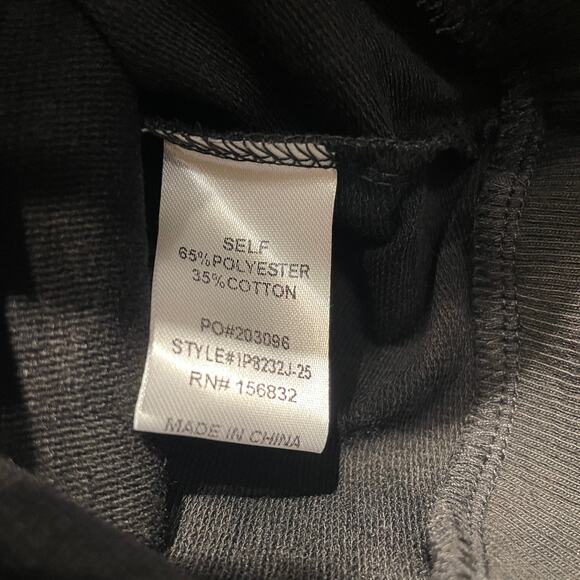 SELF
65%POLYESTER
35%COTTON
PO#203096
STYLE#1P8232J-25
RN# 156832
MADE IN CHINA